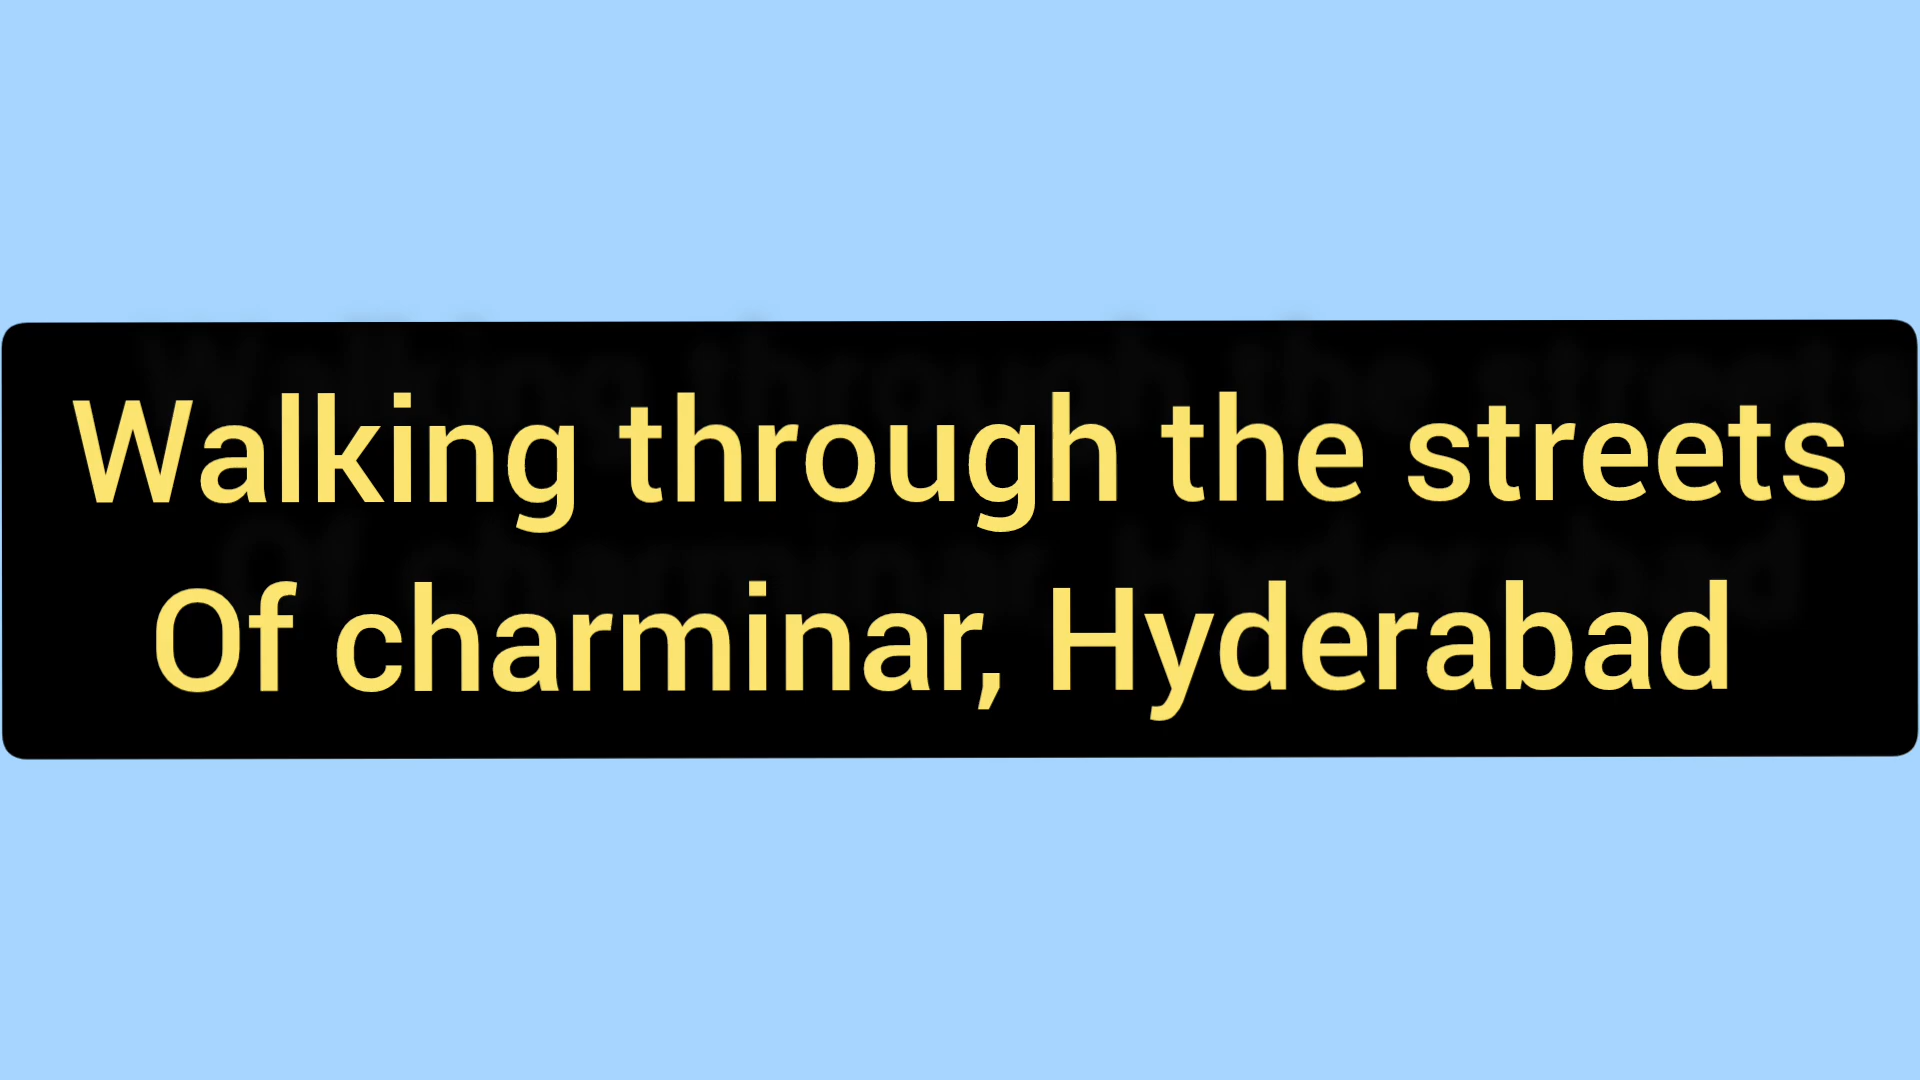 Walking through the streets
Of charminar, Hyderabad